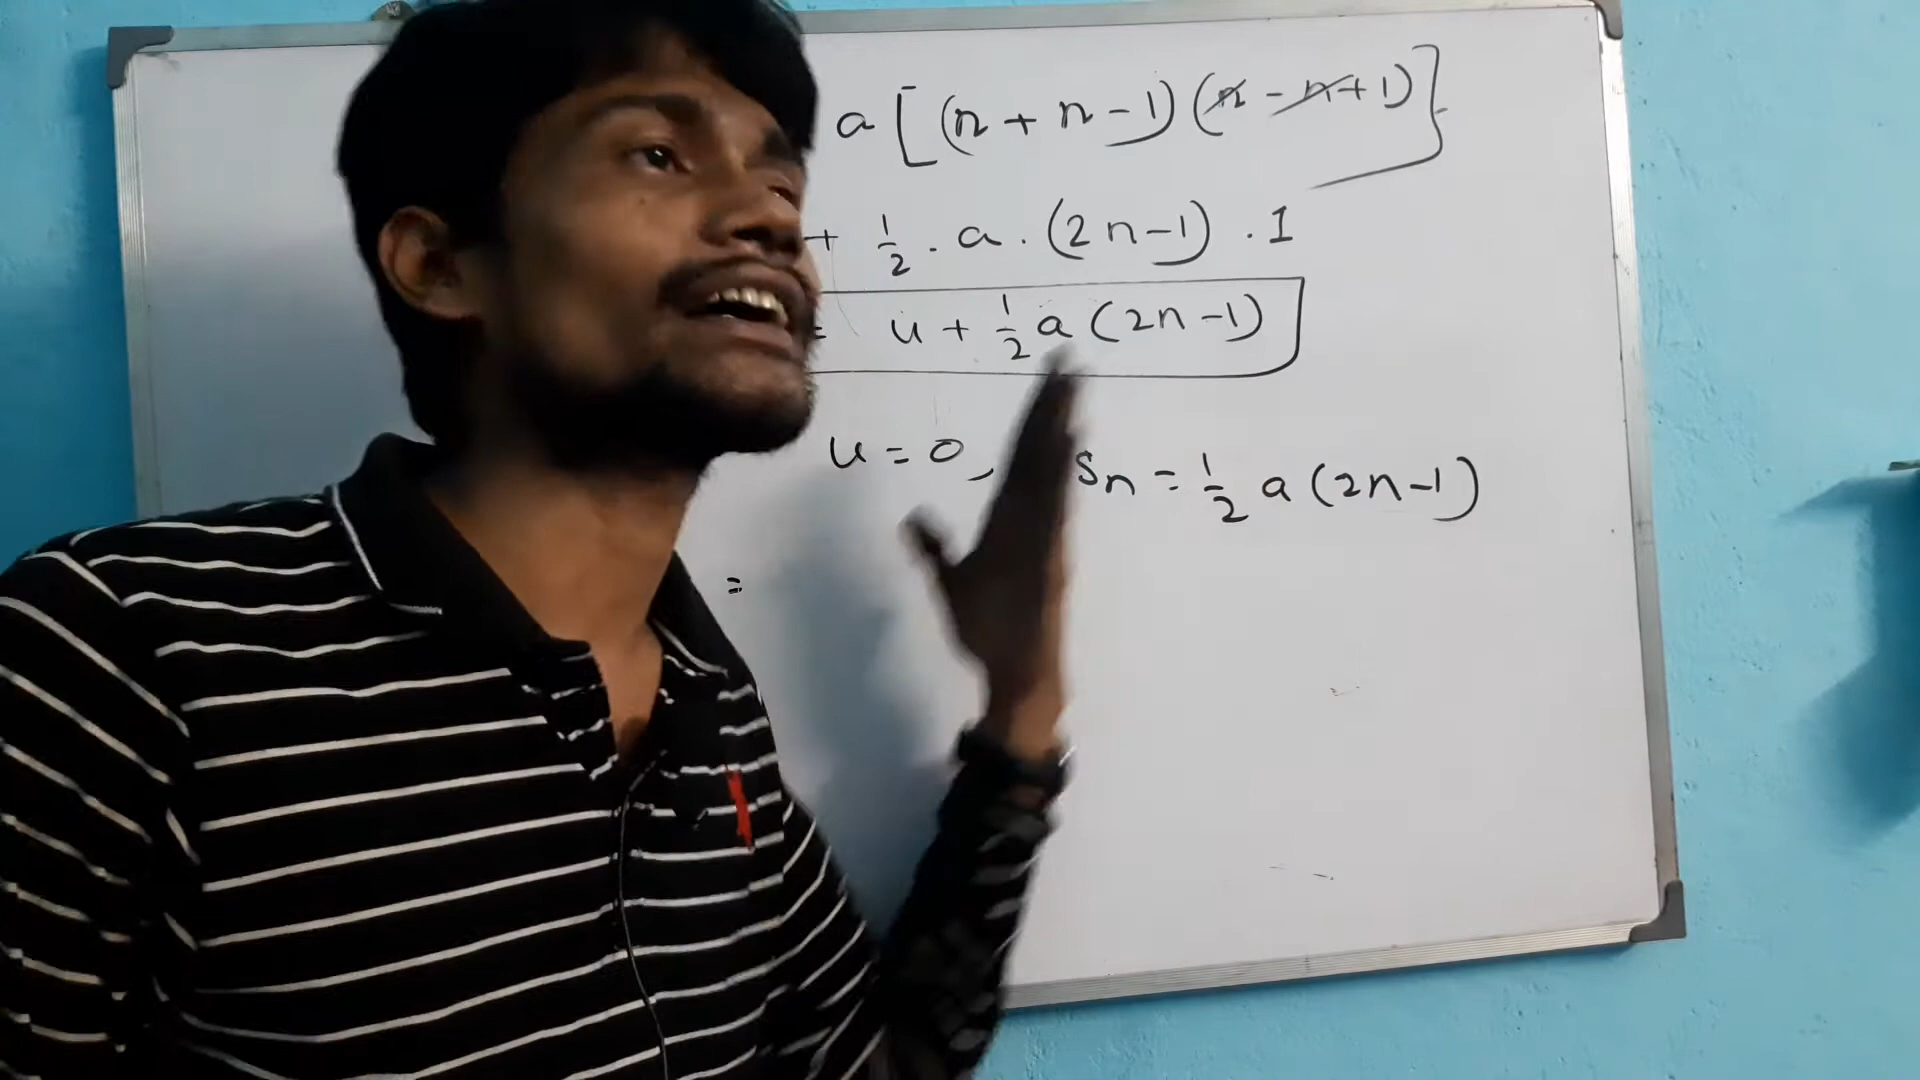 a [(n + n - 1) (n - n + 1)]
+ 1/2 . a . (2n-1) . 1
= u + 1/2 a (2n-1)
u = 0, Sn = 1/2 a (2n-1)
=